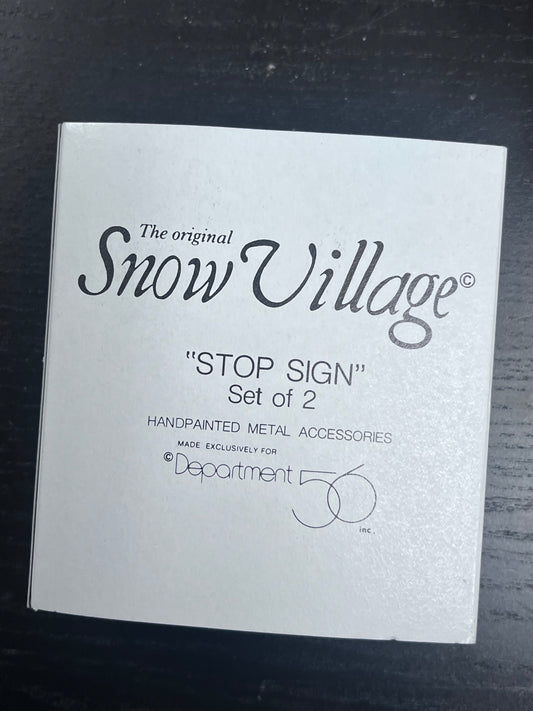 The original
Snow Village©
"STOP SIGN"
Set of 2
HANDPAINTED METAL ACCESSORIES
MADE EXCLUSIVELY FOR
©Department 56
inc.